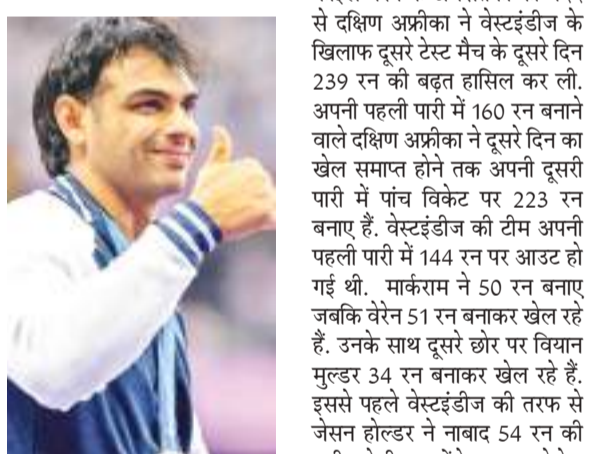 से दक्षिण अफ्रीका ने वेस्टइंडीज के
खिलाफ दूसरे टेस्ट मैच के दूसरे दिन
239 रन की बढ़त हासिल कर ली.
अपनी पहली पारी में 160 रन बनाने
वाले दक्षिण अफ्रीका ने दूसरे दिन का
खेल समाप्त होने तक अपनी दूसरी
पारी में पांच विकेट पर 223 रन
बनाए हैं. वेस्टइंडीज की टीम अपनी
पहली पारी में 144 रन पर आउट हो
गई थी. मार्कराम ने 50 रन बनाए
जबकि वेरेन 51 रन बनाकर खेल रहे
हैं. उनके साथ दूसरे छोर पर वियान
मुल्डर 34 रन बनाकर खेल रहे हैं.
इससे पहले वेस्टइंडीज की तरफ से
जेसन होल्डर ने नाबाद 54 रन की